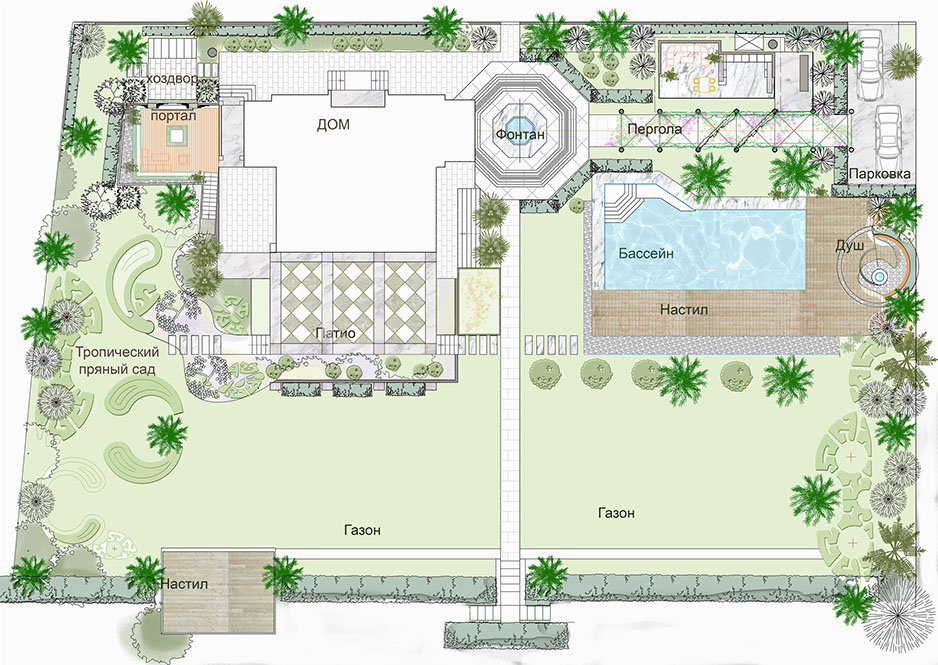 хоздвор
портал
ДОМ
Фонтан
Пергола
Парковка
Бассейн
Душ
Настил
Патио
Тропический
пряный сад
Газон
Газон
Настил